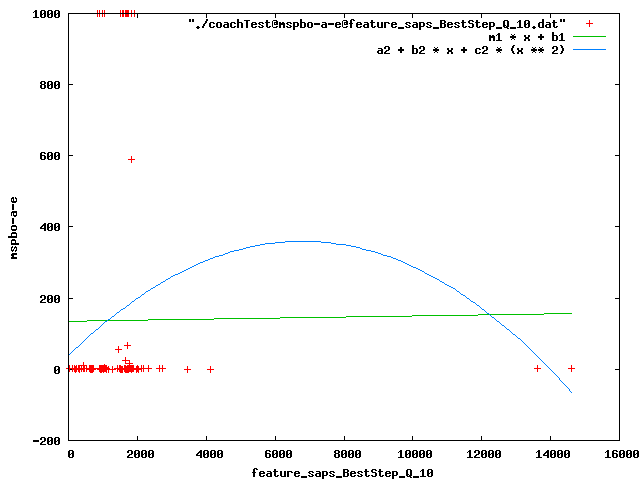 "./coachTest@mspbo-a-e@feature_saps_BestStep_Q_10.dat"
m1 * x + b1
a2 + b2 * x + c2 * (x ** 2)
1000
800
600
400
200
0
-200
mspbo-a-e
0 2000 4000 6000 8000 10000 12000 14000 16000
feature_saps_BestStep_Q_10